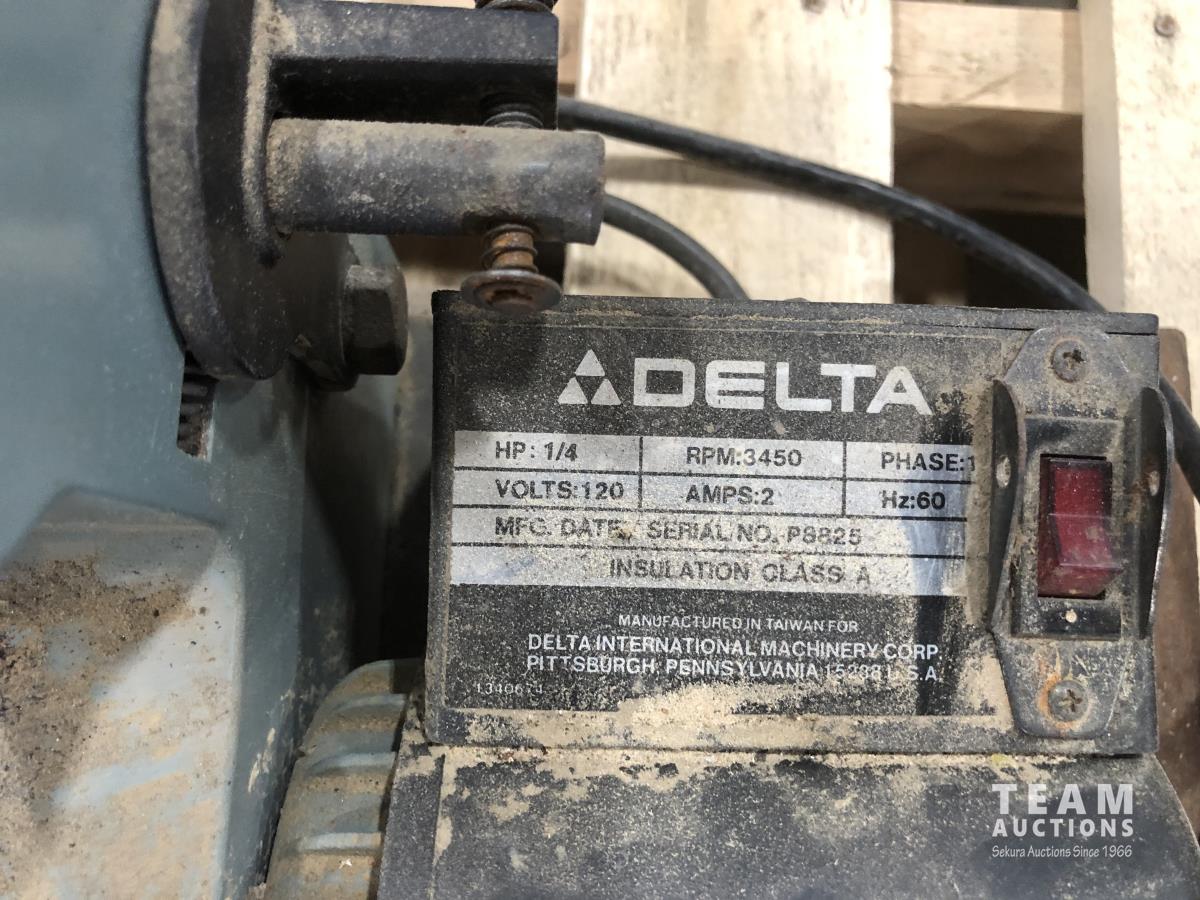 DELTA
HP: 1/4 RPM:3450 PHASE:1
VOLTS:120 AMPS:2 Hz:60
MFG. DATE / SERIAL NO. P8825
INSULATION CLASS A
MANUFACTURED IN TAIWAN FOR
DELTA INTERNATIONAL MACHINERY CORP.
PITTSBURGH, PENNSYLVANIA S.A.
TEAM
AUCTIONS
Sekura Auctions Since 1966